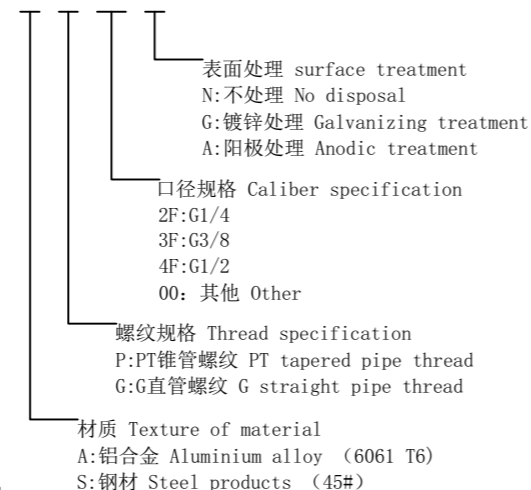 表面处理 surface treatment
N:不处理 No disposal
G:镀锌处理 Galvanizing treatment
A:阳极处理 Anodic treatment
口径规格 Caliber specification
2F:G1/4
3F:G3/8
4F:G1/2
00：其他 Other
螺纹规格 Thread specification
P:PT锥管螺纹 PT tapered pipe thread
G:G直管螺纹 G straight pipe thread
材质 Texture of material
A:铝合金 Aluminium alloy （6061 T6)
S:钢材 Steel products （45#）